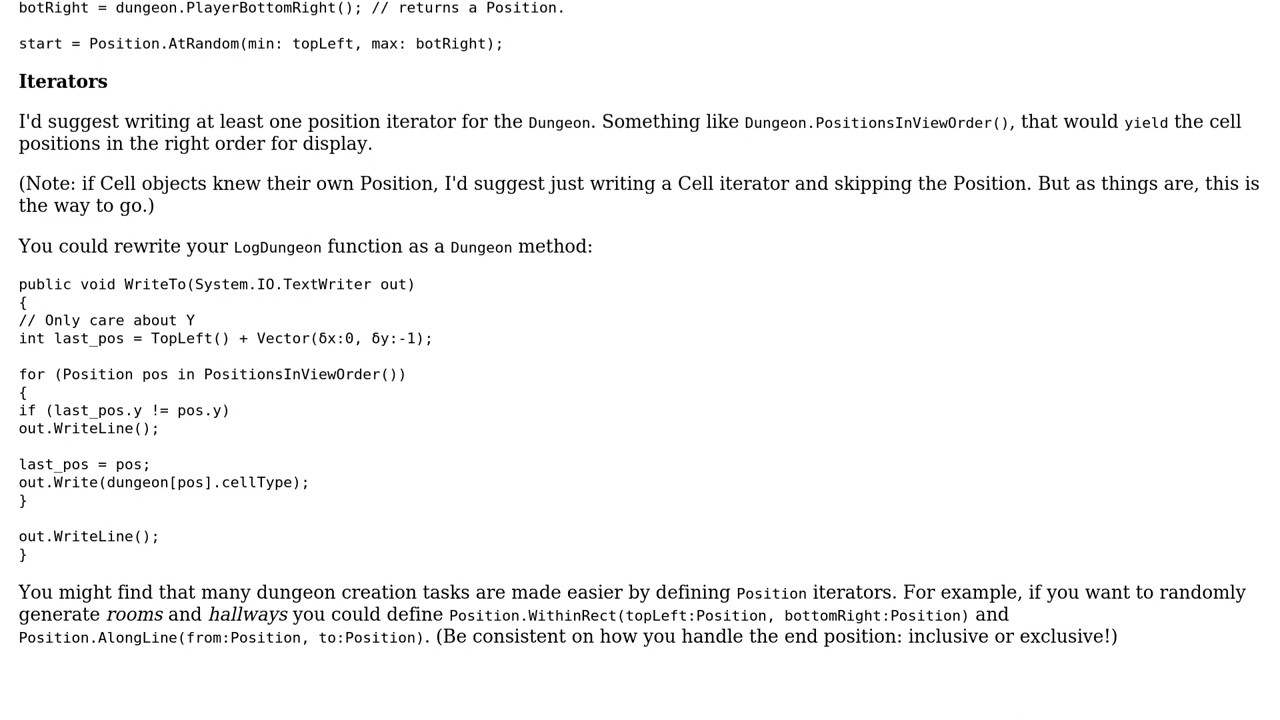 botRight = dungeon.PlayerBottomRight(); // returns a Position.
start = Position.AtRandom(min: topLeft, max: botRight);
Iterators
I'd suggest writing at least one position iterator for the Dungeon. Something like Dungeon.PositionsInViewOrder(), that would yield the cell
positions in the right order for display.
(Note: if Cell objects knew their own Position, I'd suggest just writing a Cell iterator and skipping the Position. But as things are, this is
the way to go.)
You could rewrite your LogDungeon function as a Dungeon method:
public void WriteTo(System.IO.TextWriter out)
{
// Only care about Y
int last_pos = TopLeft() + Vector(δx:0, δy:-1);
for (Position pos in PositionsInViewOrder())
{
if (last_pos.y != pos.y)
out.WriteLine();
last_pos = pos;
out.Write(dungeon[pos].cellType);
}
out.WriteLine();
}
You might find that many dungeon creation tasks are made easier by defining Position iterators. For example, if you want to randomly
generate rooms and hallways you could define Position.WithinRect(topLeft:Position, bottomRight:Position) and
Position.AlongLine(from:Position, to:Position). (Be consistent on how you handle the end position: inclusive or exclusive!)